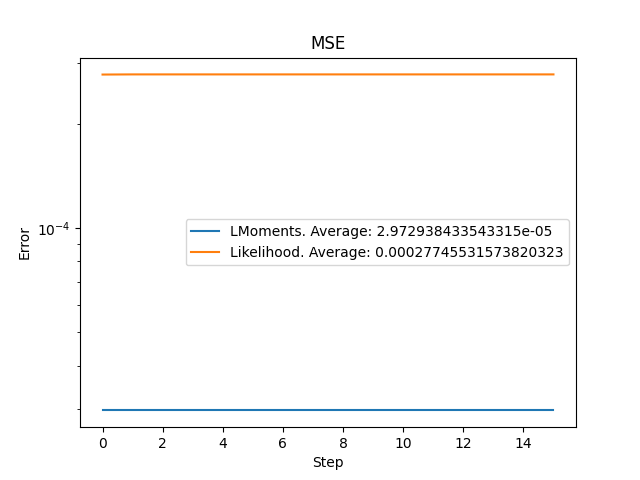 MSE
Error
10⁻⁴
LMoments. Average: 2.972938433543315e-05
Likelihood. Average: 0.00027745531573820323
0 2 4 6 8 10 12 14
Step